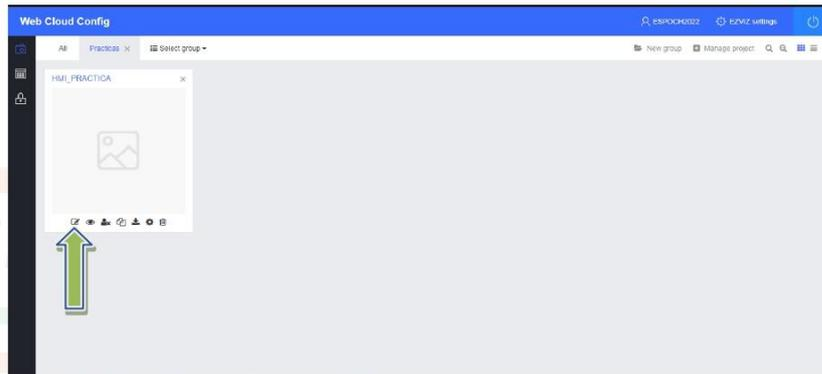 Web Cloud Config
ESPOCH2022 EZVIZ settings
All Practicas × Select group
New group Manage project
HMI_PRACTICA ×